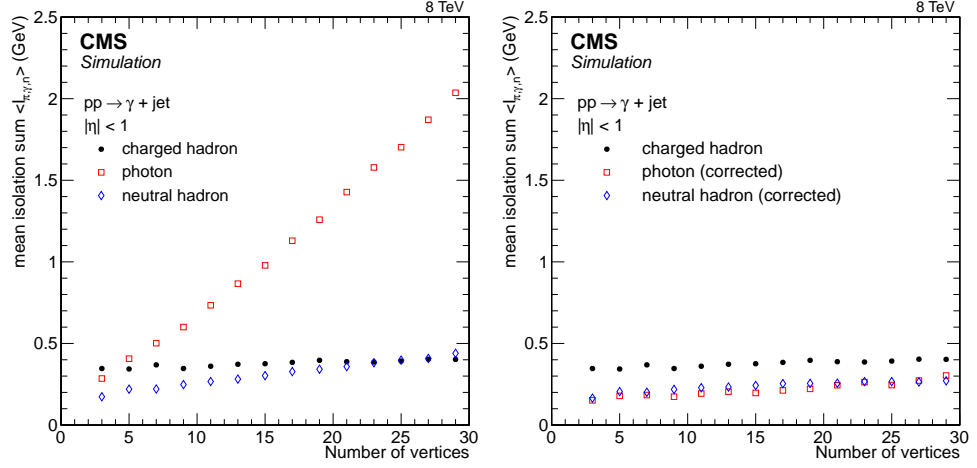 8 TeV
mean isolation sum <I_{π,γ,n}> (GeV)
2.5
2
1.5
1
0.5
0
CMS
Simulation
pp → γ + jet
|η| < 1
charged hadron
photon
neutral hadron
0 5 10 15 20 25 30
Number of vertices
8 TeV
mean isolation sum <I_{π,γ,n}> (GeV)
2.5
2
1.5
1
0.5
0
CMS
Simulation
pp → γ + jet
|η| < 1
charged hadron
photon (corrected)
neutral hadron (corrected)
0 5 10 15 20 25 30
Number of vertices